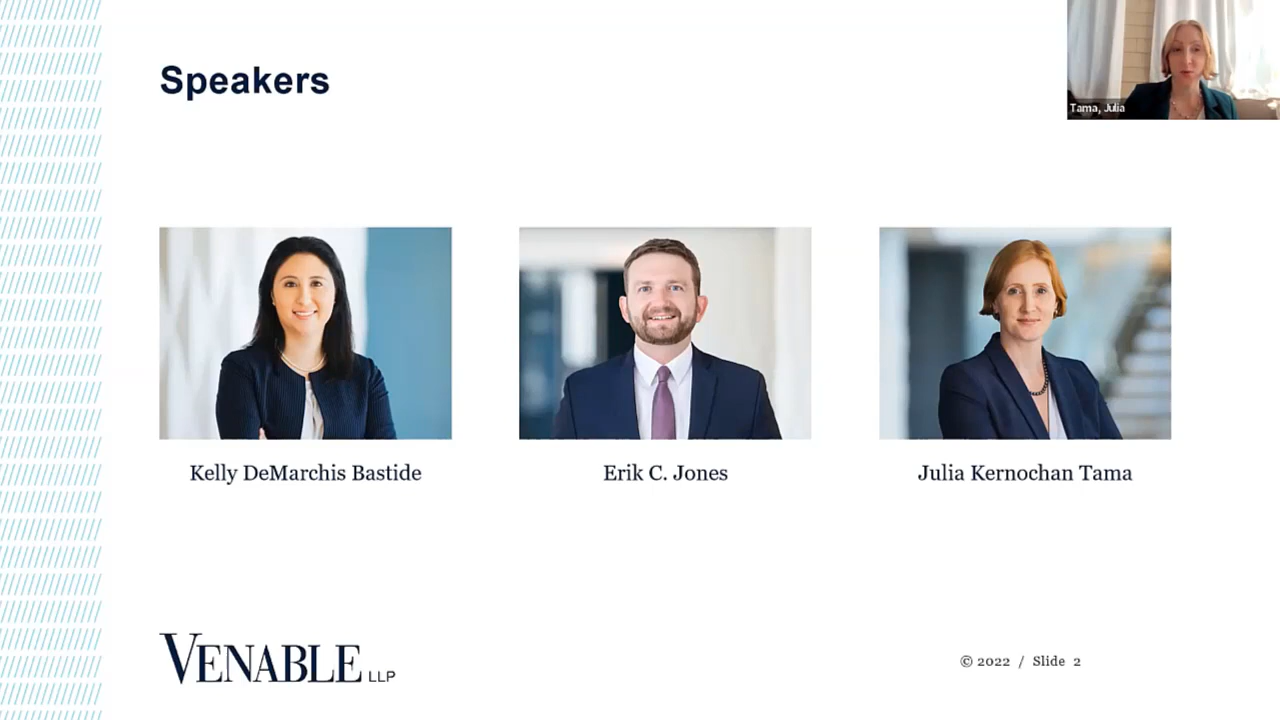 Speakers
Tama, Julia
Kelly DeMarchis Bastide
Erik C. Jones
Julia Kernochan Tama
VENABLE LLP
© 2022 / Slide 2